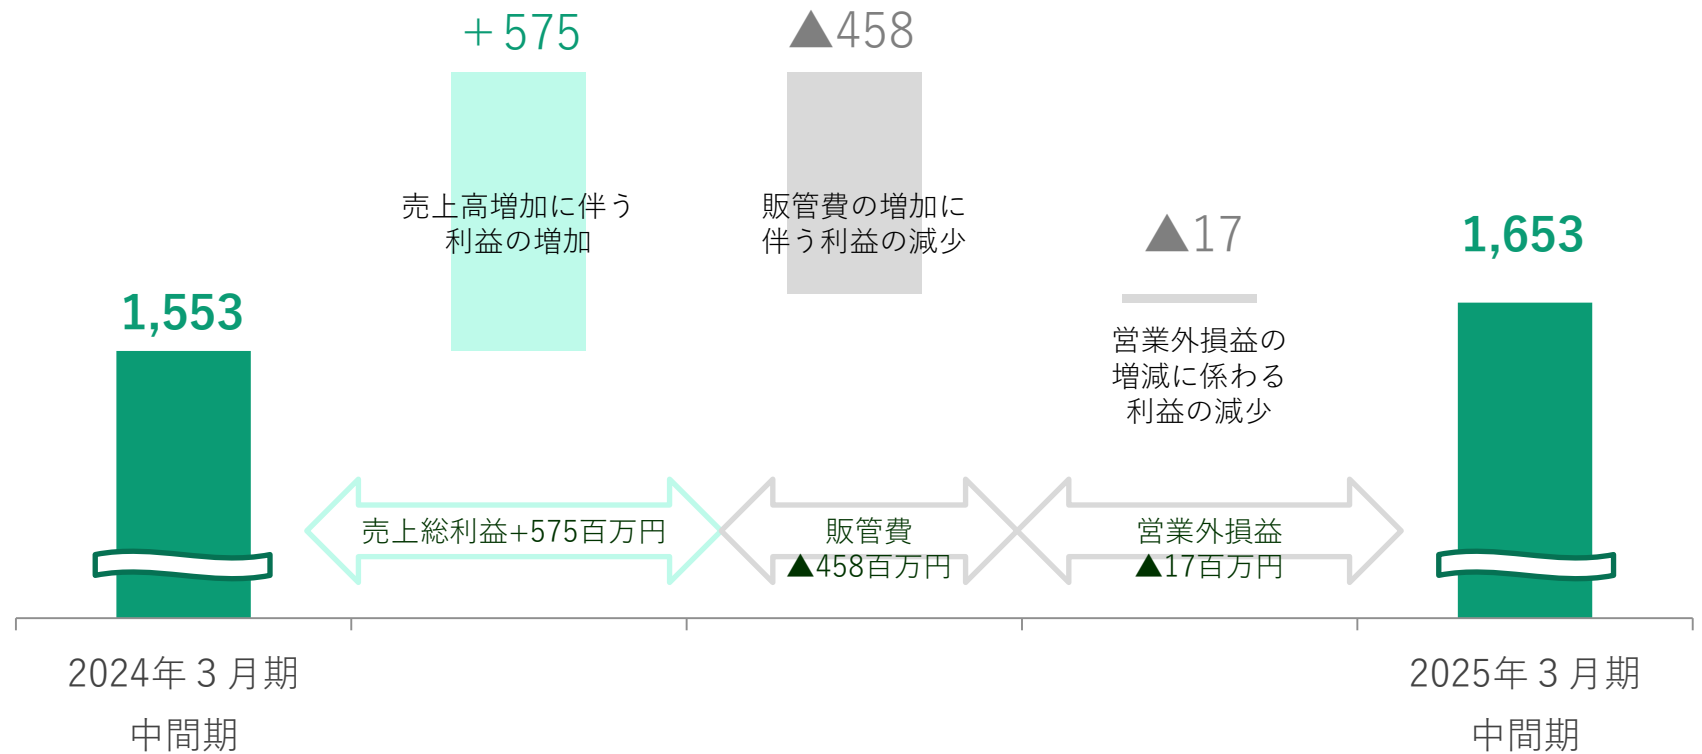 ＋575
▲458
売上高増加に伴う
利益の増加
販管費の増加に
伴う利益の減少
▲17
1,653
1,553
営業外損益の
増減に係わる
利益の減少
売上総利益+575百万円
販管費
▲458百万円
営業外損益
▲17百万円
2024年３月期
中間期
2025年３月期
中間期